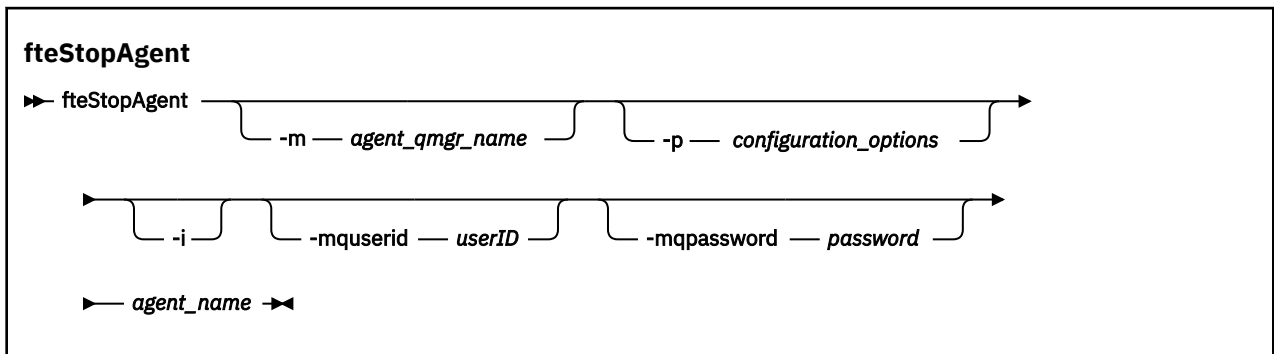 fteStopAgent
fteStopAgent -m agent_qmgr_name -p configuration_options
-i -mquserid userID -mqpassword password
agent_name